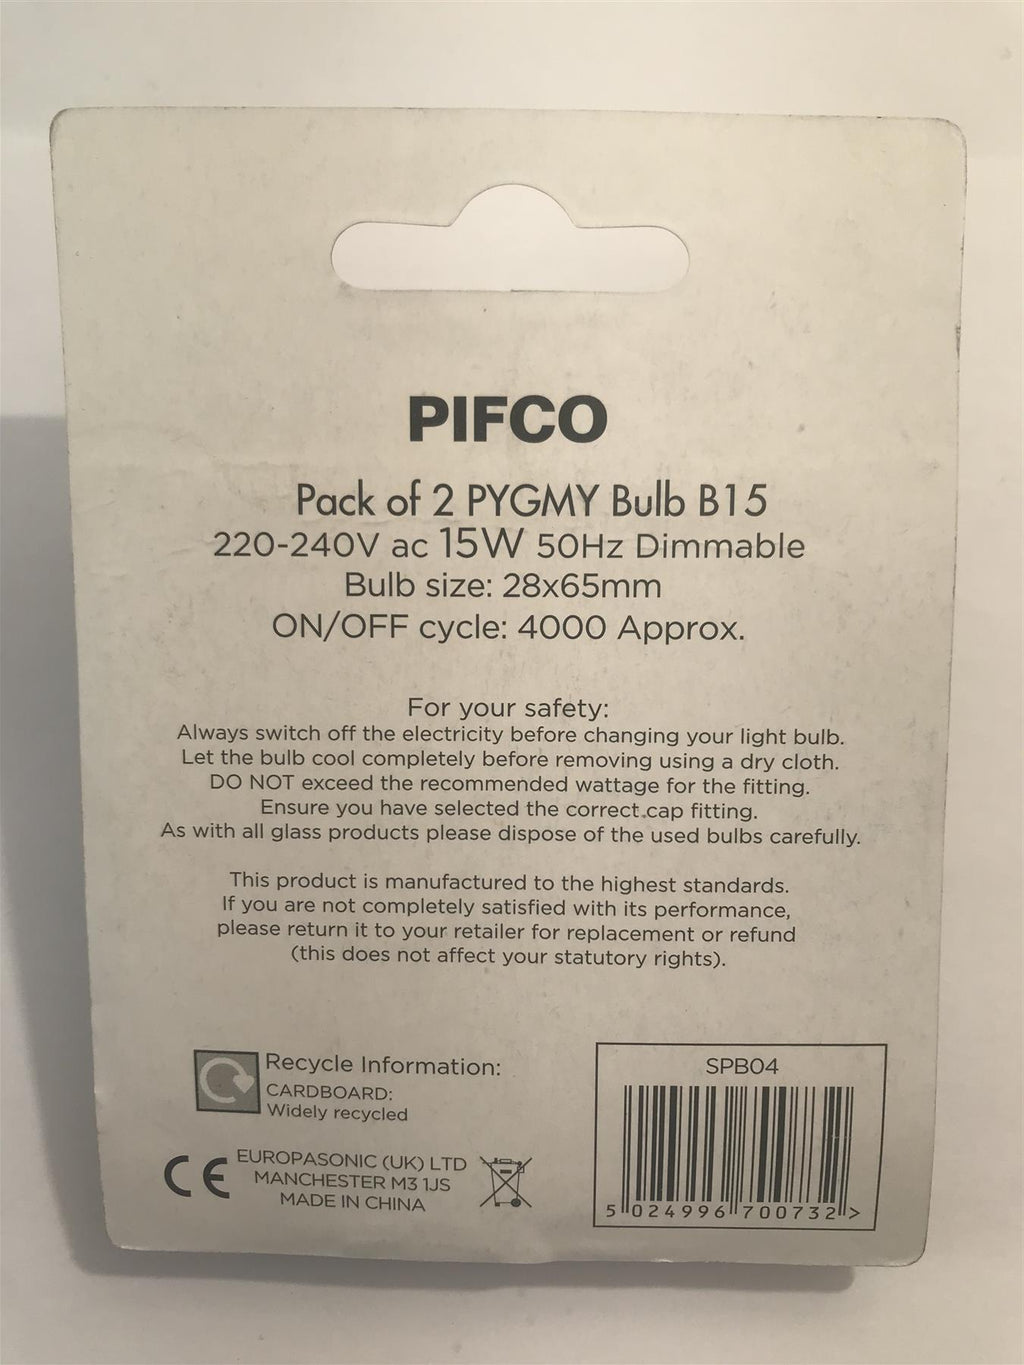 PIFCO
Pack of 2 PYGMY Bulb B15
220-240V ac 15W 50Hz Dimmable
Bulb size: 28x65mm
ON/OFF cycle: 4000 Approx.
For your safety:
Always switch off the electricity before changing your light bulb.
Let the bulb cool completely before removing using a dry cloth.
DO NOT exceed the recommended wattage for the fitting.
Ensure you have selected the correct cap fitting.
As with all glass products please dispose of the used bulbs carefully.
This product is manufactured to the highest standards.
If you are not completely satisfied with its performance,
please return it to your retailer for replacement or refund
(this does not affect your statutory rights).
Recycle Information:
CARDBOARD:
Widely recycled
CE
EUROPASONIC (UK) LTD
MANCHESTER M3 1JS
MADE IN CHINA
SPB04
5 024996 700732 >